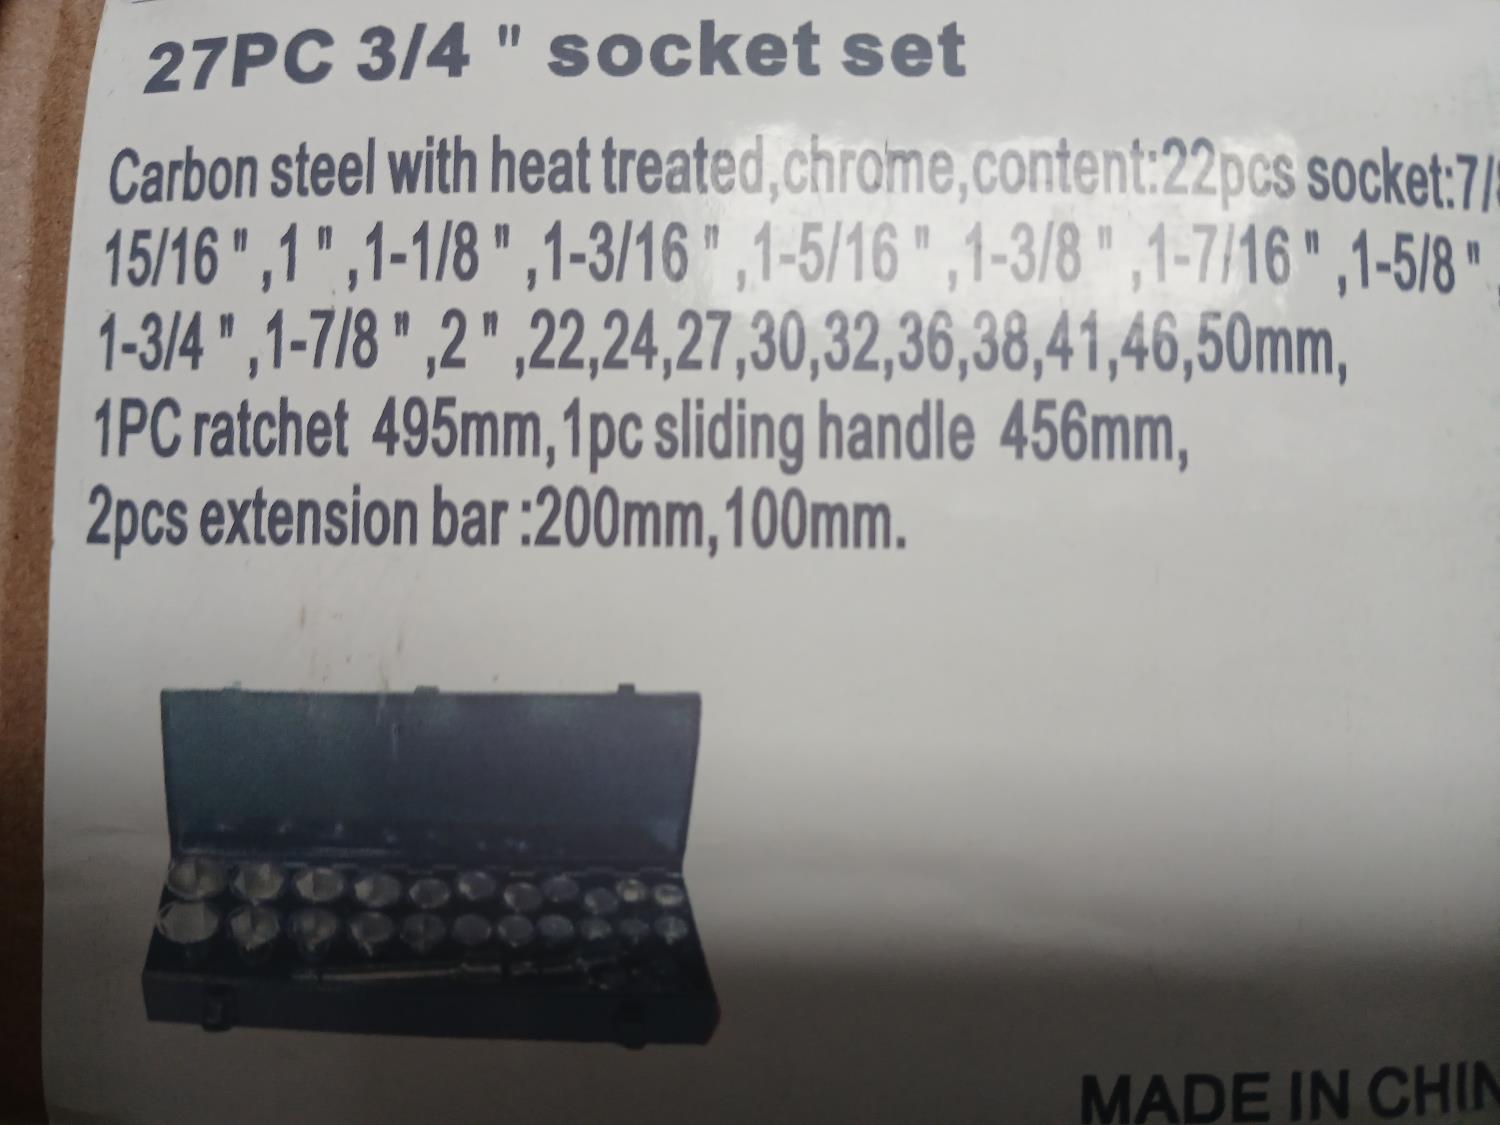 27PC 3/4 " socket set
Carbon steel with heat treated,chrome,content:22pcs socket:7/
15/16 ",1 ",1-1/8 ",1-3/16 ",1-5/16 ",1-3/8 ",1-7/16 ",1-5/8 ",
1-3/4 ",1-7/8 ",2 ",22,24,27,30,32,36,38,41,46,50mm,
1PC ratchet 495mm,1pc sliding handle 456mm,
2pcs extension bar :200mm,100mm.
MADE IN CHIN